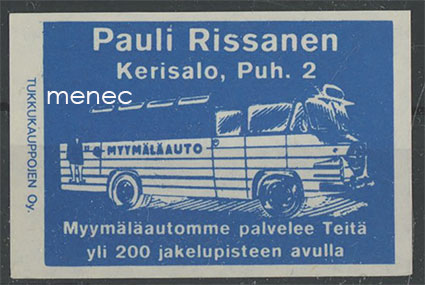 Pauli Rissanen
Kerisalo, Puh. 2
TUKKUKAUPPOJEN Oy.
menec
MYYMÄLÄAUTO
Myymäläautomme palvelee Teitä
yli 200 jakelupisteen avulla